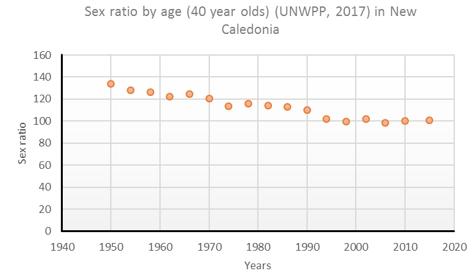 Sex ratio by age (40 year olds) (UNWPP, 2017) in New
Caledonia
160
140
120
100
80
60
40
20
0
Sex ratio
1940 1950 1960 1970 1980 1990 2000 2010 2020
Years